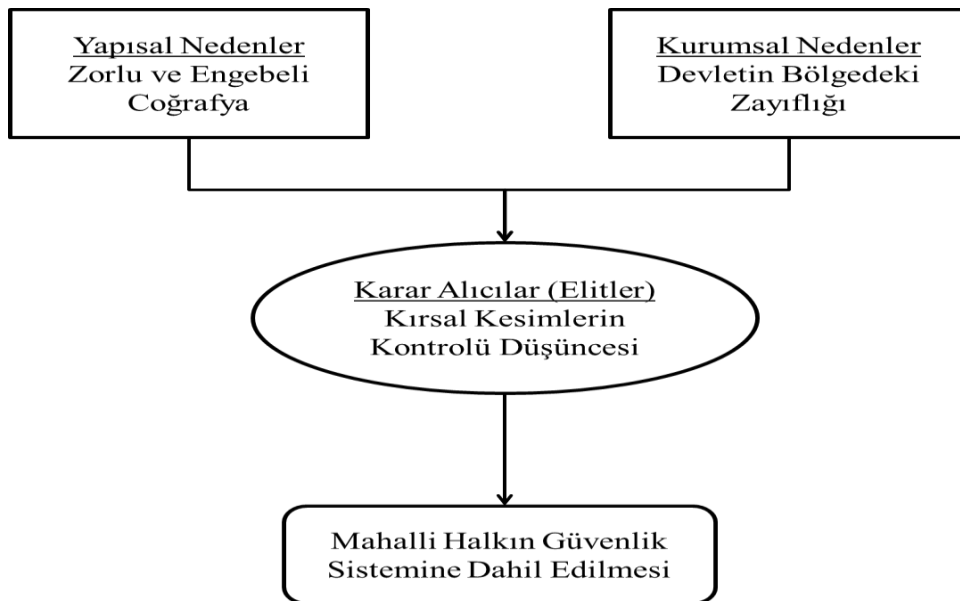 Yapısal Nedenler
Zorlu ve Engebeli
Coğrafya
Kurumsal Nedenler
Devletin Bölgedeki
Zayıflığı
Karar Alıcılar (Elitler)
Kırsal Kesimlerin
Kontrolü Düşüncesi
Mahalli Halkın Güvenlik
Sistemine Dahil Edilmesi